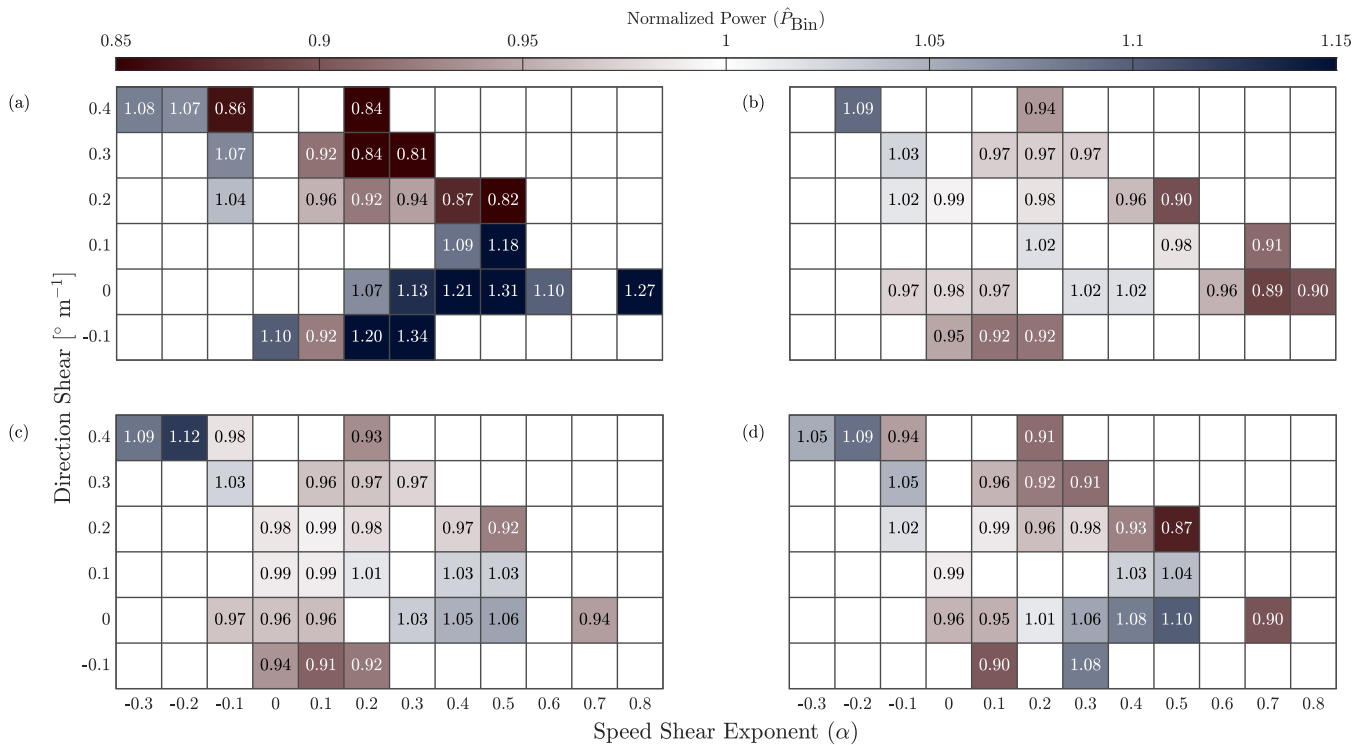 Normalized Power (P̂Bin)
0.85 0.9 0.95 1 1.05 1.1 1.15
(a)
0.4 1.08 1.07 0.86 0.84
0.3 1.07 0.92 0.84 0.81
0.2 1.04 0.96 0.92 0.94 0.87 0.82
0.1 1.09 1.18
0 1.07 1.13 1.21 1.31 1.10 1.27
-0.1 1.10 0.92 1.20 1.34
(b)
1.09 0.94
1.03 0.97 0.97 0.97
1.02 0.99 0.98 0.96 0.90
1.02 0.98 0.91
0.97 0.98 0.97 1.02 1.02 0.96 0.89 0.90
0.95 0.92 0.92
Direction Shear [° m−1]
(c)
0.4 1.09 1.12 0.98 0.93
0.3 1.03 0.96 0.97 0.97
0.2 0.98 0.99 0.98 0.97 0.92
0.1 0.99 0.99 1.01 1.03 1.03
0 0.97 0.96 0.96 1.03 1.05 1.06 0.94
-0.1 0.94 0.91 0.92
-0.3 -0.2 -0.1 0 0.1 0.2 0.3 0.4 0.5 0.6 0.7 0.8
(d)
1.05 1.09 0.94 0.91
1.05 0.96 0.92 0.91
1.02 0.99 0.96 0.98 0.93 0.87
0.99 1.03 1.04
0.96 0.95 1.01 1.06 1.08 1.10 0.90
0.90 1.08
-0.3 -0.2 -0.1 0 0.1 0.2 0.3 0.4 0.5 0.6 0.7 0.8
Speed Shear Exponent (α)